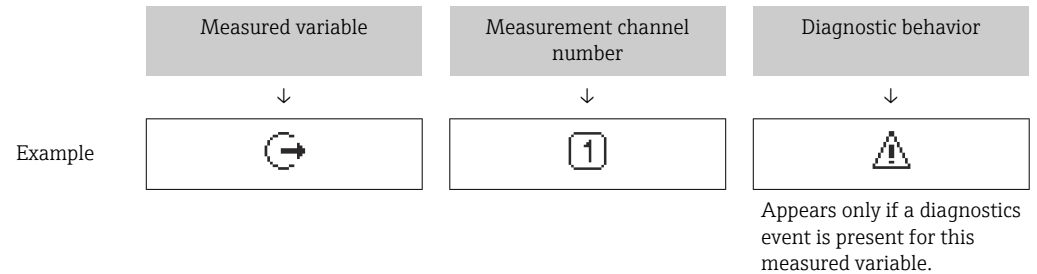 Measured variable
Measurement channel
number
Diagnostic behavior
↓ ↓ ↓
Example
1
Appears only if a diagnostics
event is present for this
measured variable.